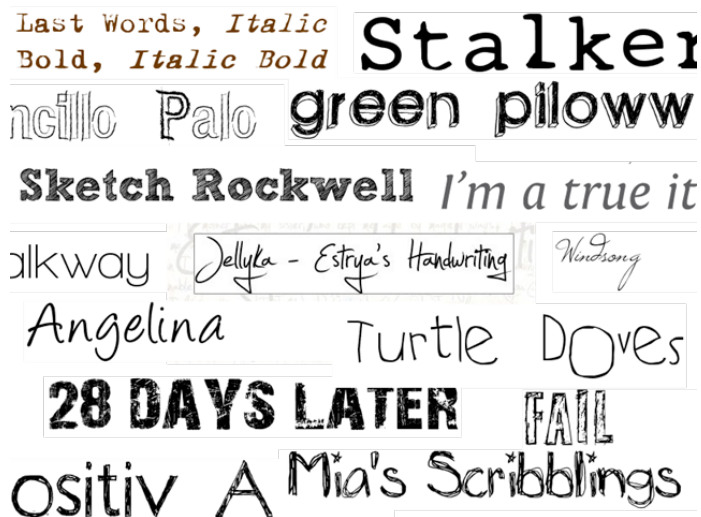 Last Words, Italic
Bold, Italic Bold
Stalker
ncillo Palo
green piloww
Sketch Rockwell
I'm a true it
alkway
Jellyka - Estrya's Handwriting
Windsong
Angelina
Turtle Doves
28 DAYS LATER
FAIL
ositiv A
Mia's Scribblings